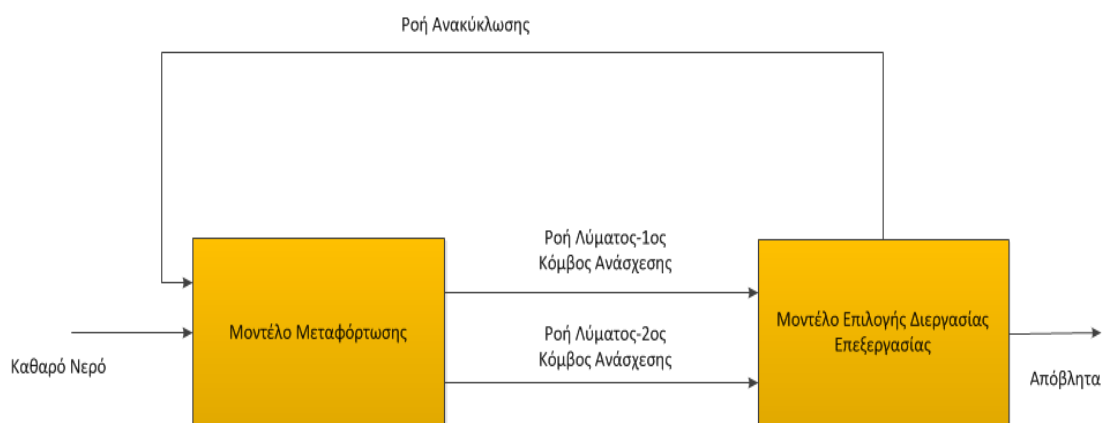 Ροή Ανακύκλωσης
Ροή Λύματος-1ος
Κόμβος Ανάσχεσης
Μοντέλο Μεταφόρτωσης
Μοντέλο Επιλογής Διεργασίας
Επεξεργασίας
Ροή Λύματος-2ος
Κόμβος Ανάσχεσης
Καθαρό Νερό
Απόβλητα